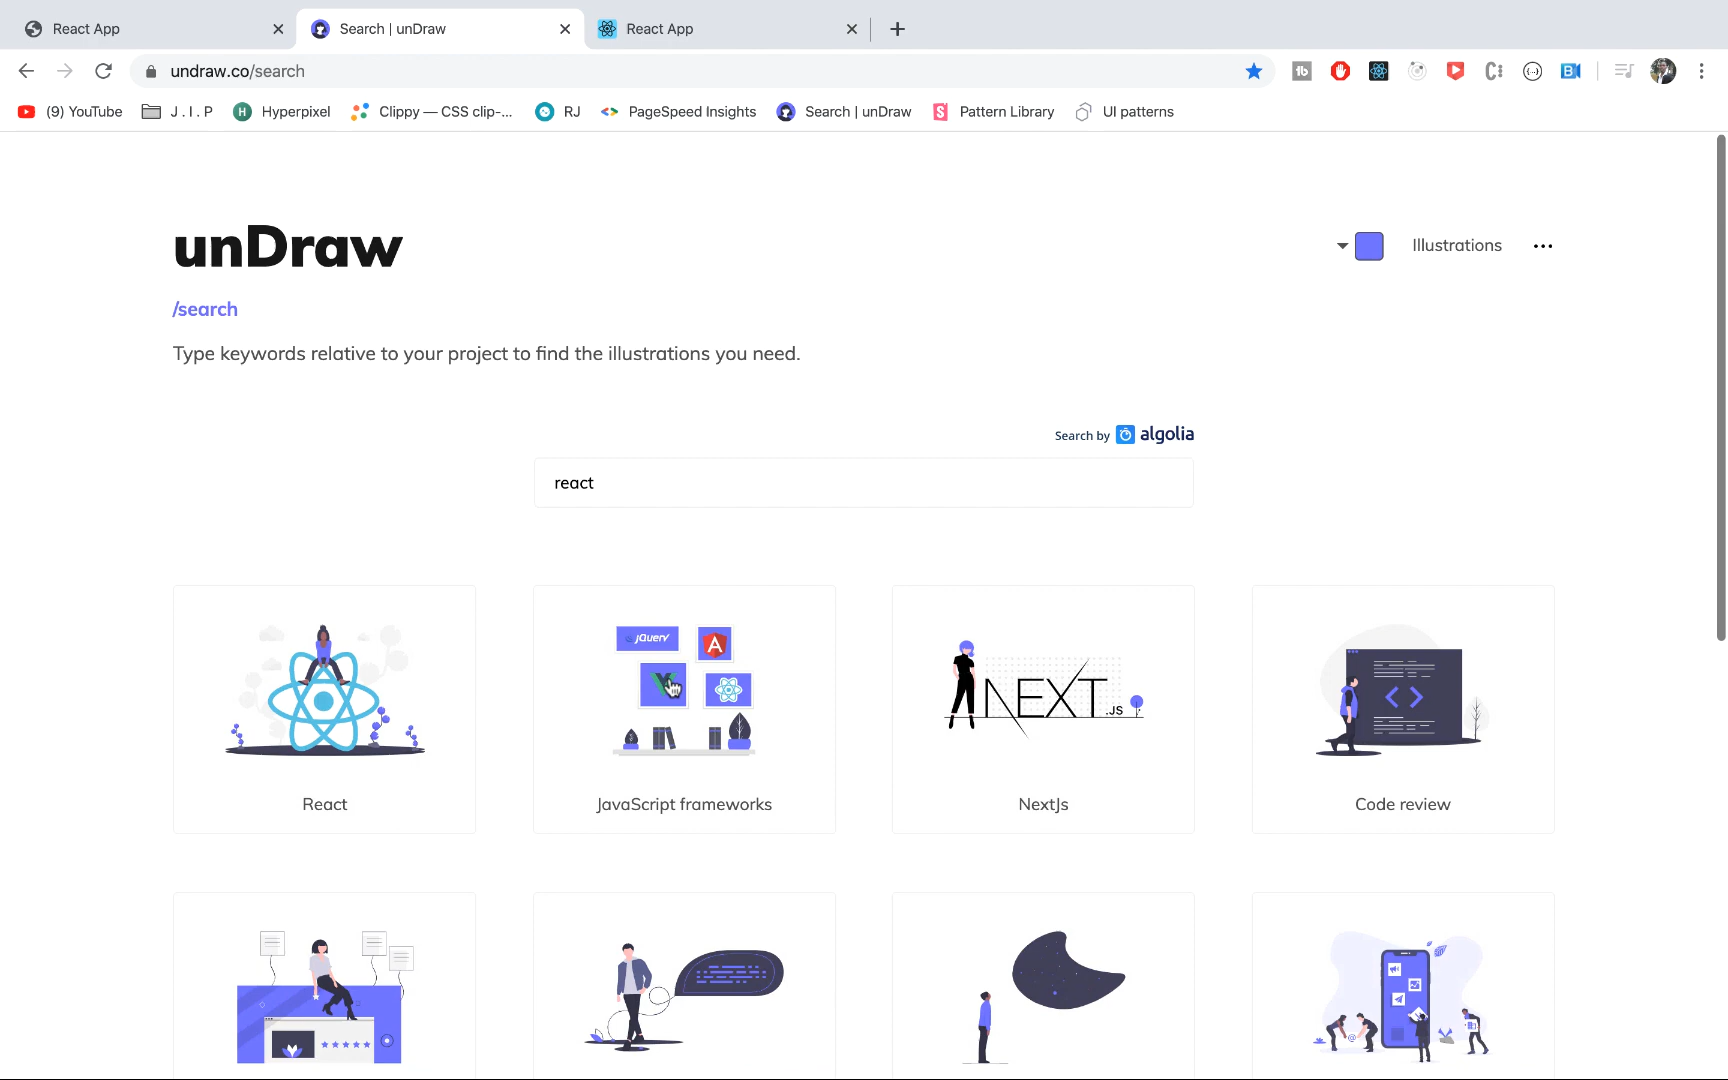 React App
Search | unDraw
React App
undraw.co/search
(9) YouTube
J . I . P
Hyperpixel
Clippy — CSS clip-...
RJ
PageSpeed Insights
Search | unDraw
Pattern Library
UI patterns
unDraw
Illustrations
/search
Type keywords relative to your project to find the illustrations you need.
Search by algolia
react
jQuery
NEXT
.JS
React
JavaScript frameworks
NextJs
Code review